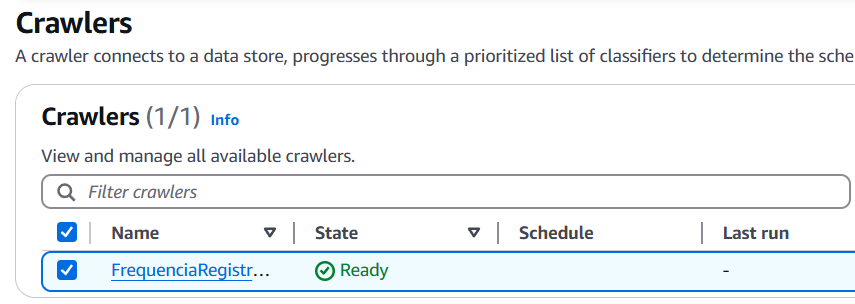 Crawlers
A crawler connects to a data store, progresses through a prioritized list of classifiers to determine the sche
Crawlers (1/1) Info
View and manage all available crawlers.
Filter crawlers
Name State Schedule Last run
FrequenciaRegistr... Ready -